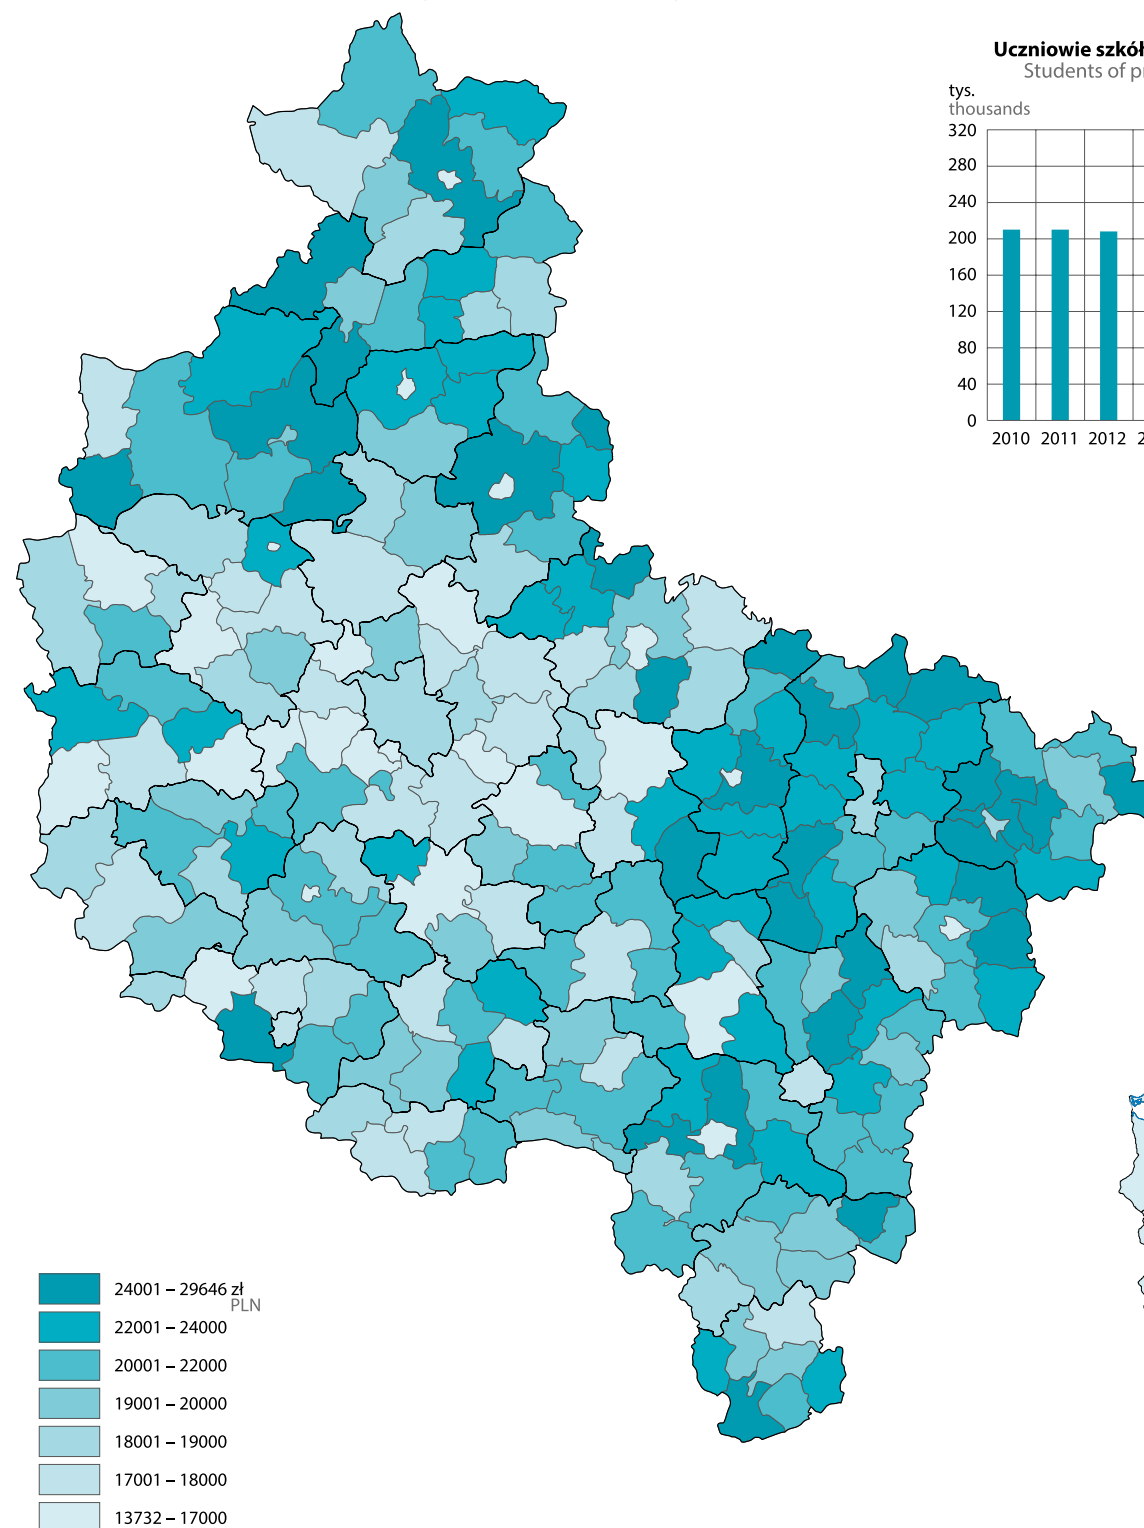 Uczniowie szkół
Students of
tys.
thousands
320
280
240
200
160
120
80
40
0
2010 2011 2012
24001 – 29646 zł
PLN
22001 – 24000
20001 – 22000
19001 – 20000
18001 – 19000
17001 – 18000
13732 – 17000